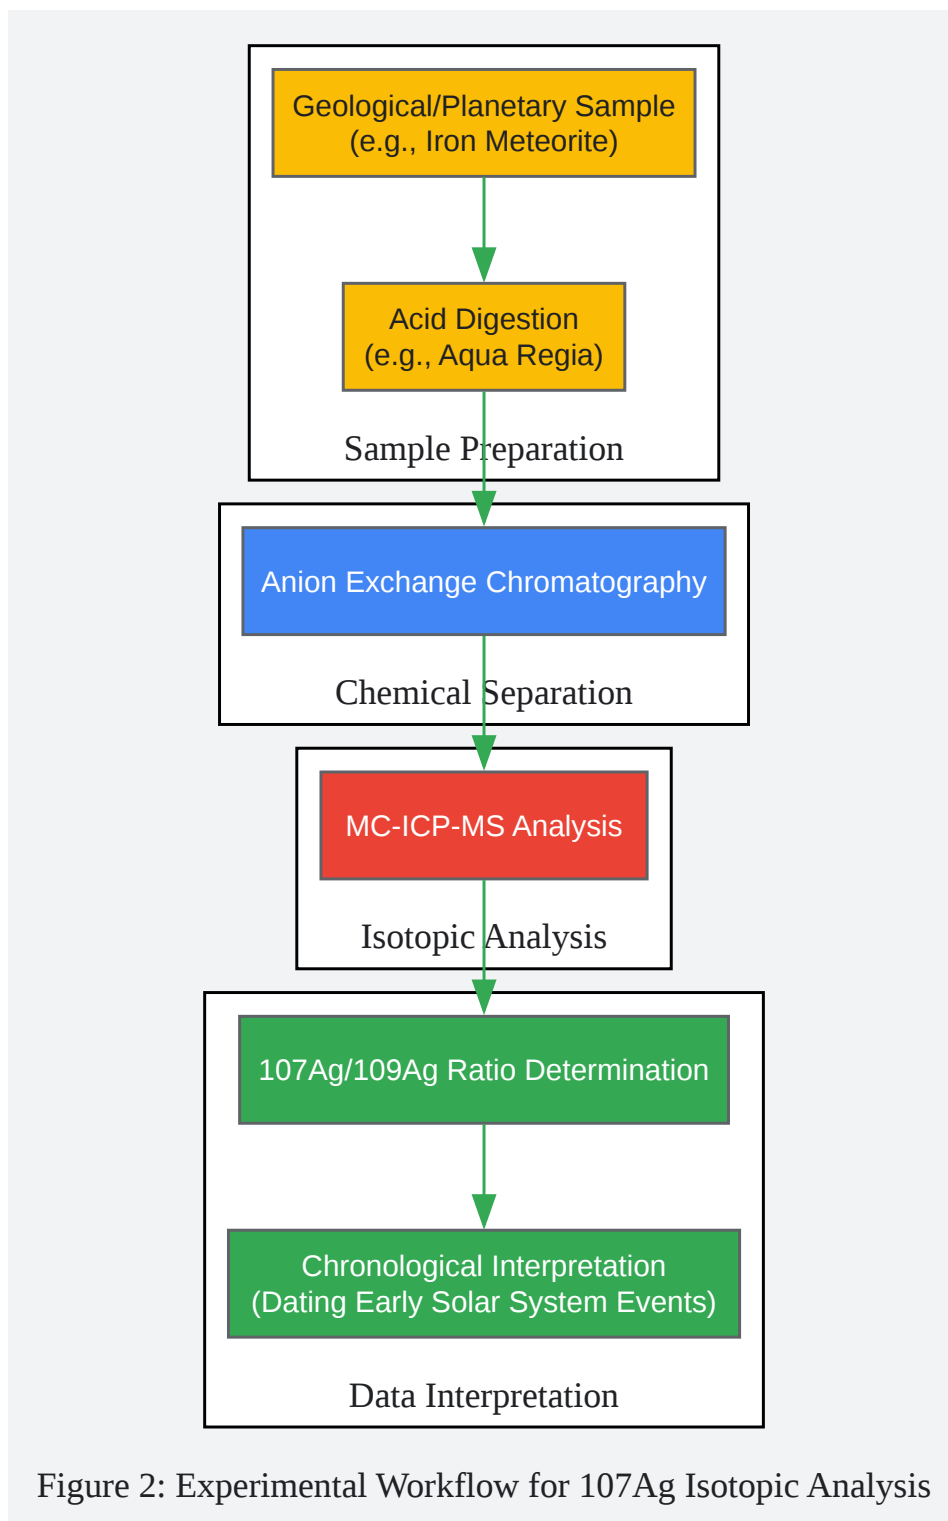 Geological/Planetary Sample
(e.g., Iron Meteorite)
Acid Digestion
(e.g., Aqua Regia)
Sample Preparation
Anion Exchange Chromatography
Chemical Separation
MC-ICP-MS Analysis
Isotopic Analysis
107Ag/109Ag Ratio Determination
Chronological Interpretation
(Dating Early Solar System Events)
Data Interpretation
Figure 2: Experimental Workflow for 107Ag Isotopic Analysis